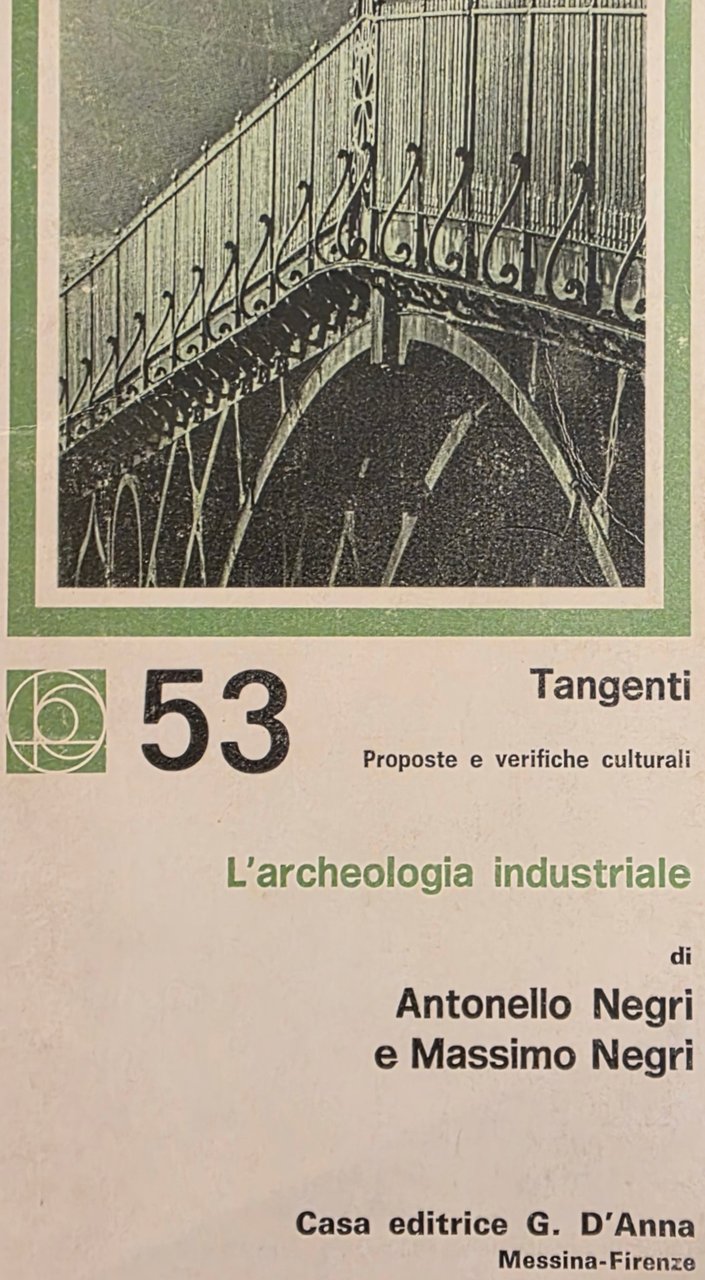 53
Tangenti
Proposte e verifiche culturali
L'archeologia industriale
di
Antonello Negri
e Massimo Negri
Casa editrice G. D'Anna
Messina-Firenze